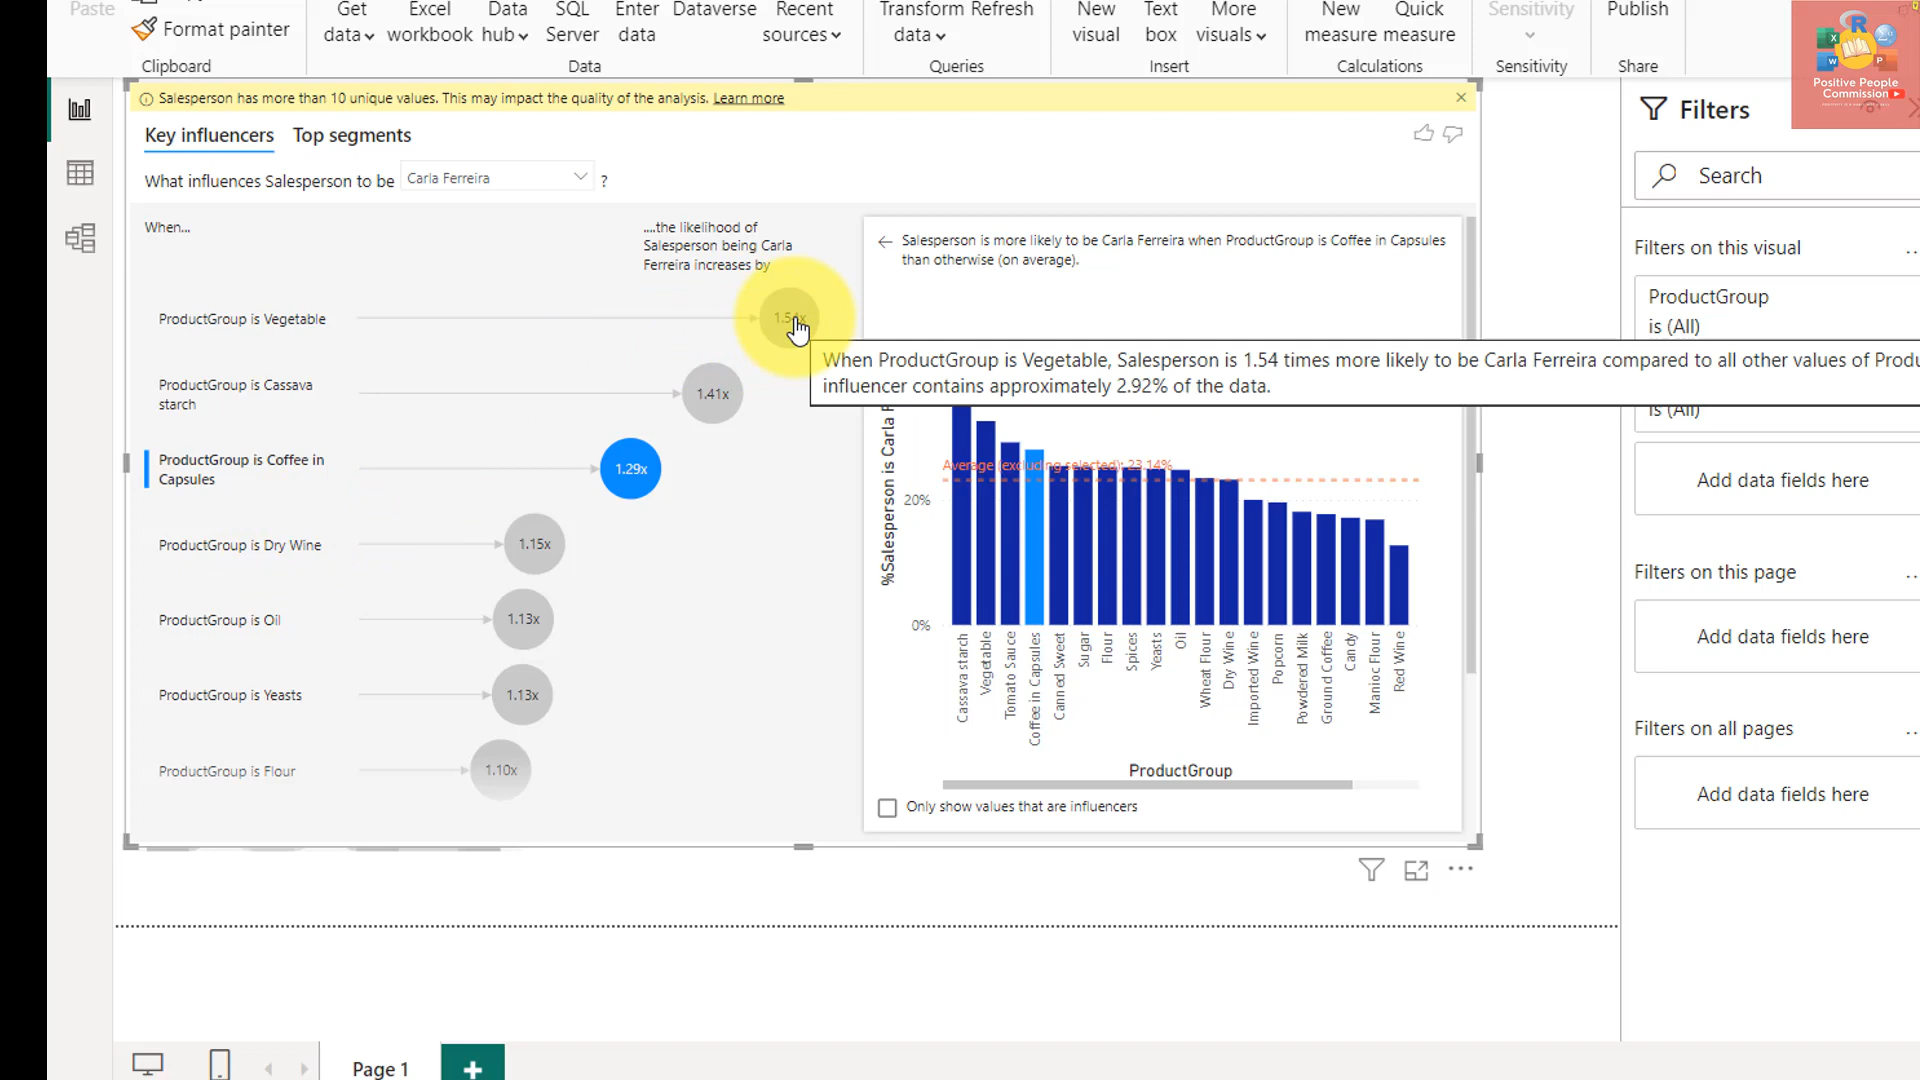 Paste
Format painter
Clipboard
Get data
Excel workbook
Data hub
SQL Server
Enter data
Dataverse
Recent sources
Data
Transform data
Refresh
Queries
New visual
Text box
More visuals
Insert
New measure
Quick measure
Calculations
Sensitivity
Sensitivity
Publish
Share
Positive People
Commission
Salesperson has more than 10 unique values. This may impact the quality of the analysis. Learn more
Key influencers
Top segments
What influences Salesperson to be Carla Ferreira ?
When...
....the likelihood of
Salesperson being Carla
Ferreira increases by
ProductGroup is Vegetable
1.54x
ProductGroup is Cassava
starch
1.41x
ProductGroup is Coffee in
Capsules
1.29x
ProductGroup is Dry Wine
1.15x
ProductGroup is Oil
1.13x
ProductGroup is Yeasts
1.13x
ProductGroup is Flour
1.10x
Salesperson is more likely to be Carla Ferreira when ProductGroup is Coffee in Capsules
than otherwise (on average).
When ProductGroup is Vegetable, Salesperson is 1.54 times more likely to be Carla Ferreira compared to all other values of Produ
influencer contains approximately 2.92% of the data.
%Salesperson is Carla F
Average (excluding selected): 23.14%
20%
0%
Cassava starch
Vegetable
Tomato Sauce
Coffee in Capsules
Canned Sweet
Sugar
Flour
Spices
Yeasts
Oil
Wheat Flour
Dry Wine
Imported Wine
Popcorn
Powdered Milk
Ground Coffee
Candy
Manioc Flour
Red Wine
ProductGroup
Only show values that are influencers
Filters
Search
Filters on this visual
ProductGroup
is (All)
is (All)
Add data fields here
Filters on this page
Add data fields here
Filters on all pages
Add data fields here
Page 1